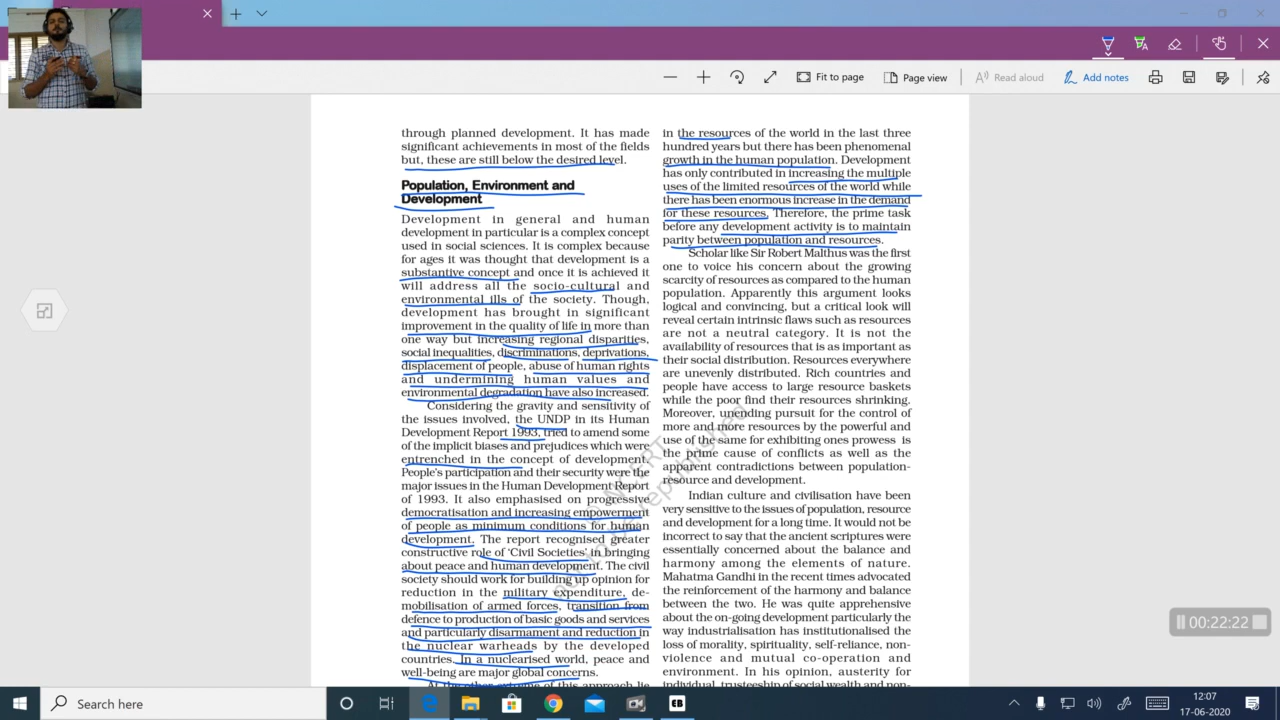 Fit to page
Page view
Read aloud
Add notes
through planned development. It has made
significant achievements in most of the fields
but, these are still below the desired level.
Population, Environment and
Development
Development in general and human
development in particular is a complex concept
used in social sciences. It is complex because
for ages it was thought that development is a
substantive concept and once it is achieved it
will address all the socio-cultural and
environmental ills of the society. Though,
development has brought in significant
improvement in the quality of life in more than
one way but increasing regional disparities,
social inequalities, discriminations, deprivations,
displacement of people, abuse of human rights
and undermining human values and
environmental degradation have also increased.
Considering the gravity and sensitivity of
the issues involved, the UNDP in its Human
Development Report 1993, tried to amend some
of the implicit biases and prejudices which were
entrenched in the concept of development.
People's participation and their security were the
major issues in the Human Development Report
of 1993. It also emphasised on progressive
democratisation and increasing empowerment
of people as minimum conditions for human
development. The report recognised greater
constructive role of 'Civil Societies' in bringing
about peace and human development. The civil
society should work for building up opinion for
reduction in the military expenditure, de-
mobilisation of armed forces, transition from
defence to production of basic goods and services
and particularly disarmament and reduction in
the nuclear warheads by the developed
countries. In a nuclearised world, peace and
well-being are major global concerns.
At the other extreme of this approach lie
in the resources of the world in the last three
hundred years but there has been phenomenal
growth in the human population. Development
has only contributed in increasing the multiple
uses of the limited resources of the world while
there has been enormous increase in the demand
for these resources. Therefore, the prime task
before any development activity is to maintain
parity between population and resources.
Scholar like Sir Robert Malthus was the first
one to voice his concern about the growing
scarcity of resources as compared to the human
population. Apparently this argument looks
logical and convincing, but a critical look will
reveal certain intrinsic flaws such as resources
are not a neutral category. It is not the
availability of resources that is as important as
their social distribution. Resources everywhere
are unevenly distributed. Rich countries and
people have access to large resource baskets
while the poor find their resources shrinking.
Moreover, unending pursuit for the control of
more and more resources by the powerful and
use of the same for exhibiting ones prowess is
the prime cause of conflicts as well as the
apparent contradictions between population-
resource and development.
Indian culture and civilisation have been
very sensitive to the issues of population, resource
and development for a long time. It would not be
incorrect to say that the ancient scriptures were
essentially concerned about the balance and
harmony among the elements of nature.
Mahatma Gandhi in the recent times advocated
the reinforcement of the harmony and balance
between the two. He was quite apprehensive
about the on-going development particularly the
way industrialisation has institutionalised the
loss of morality, spirituality, self-reliance, non-
violence and mutual co-operation and
environment. In his opinion, austerity for
individual, trusteeship of social wealth and non-
© NCERT
not to be republished
00:22:22
Search here
EB
12:07
17-06-2020